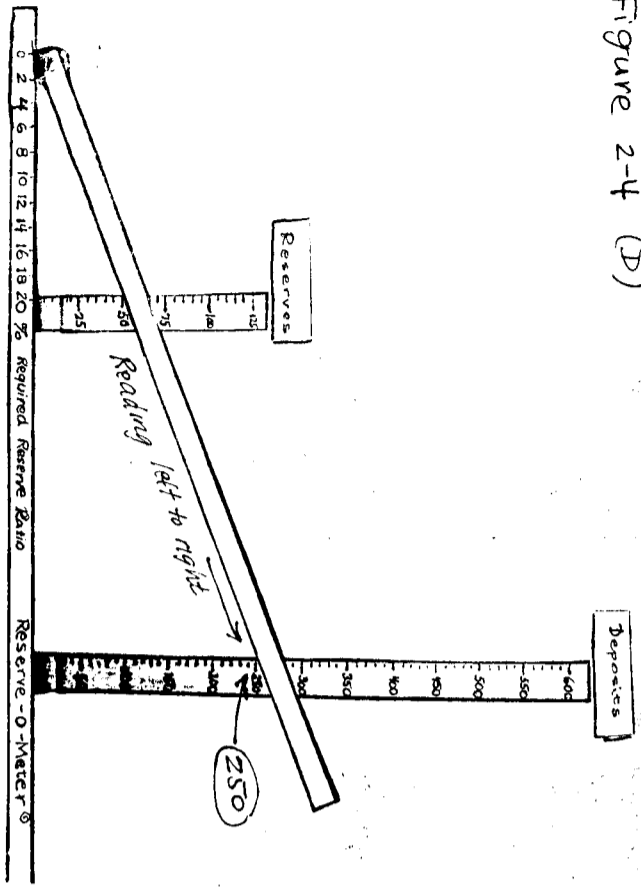 Figure 2-4 (D)
Reserves
25 50 75 100 125
Deposits
200 250 300 350 400 450 500 550 600
Reading left to right
250
0 2 4 6 8 10 12 14 16 18 20 % Required Reserve Ratio Reserve-O-Meter©